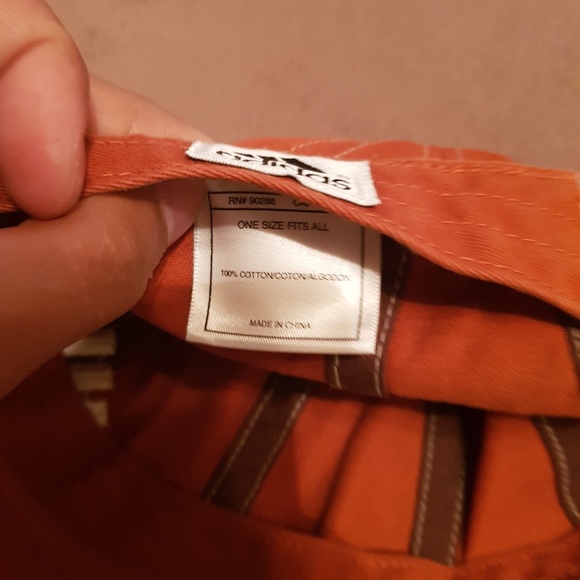 adidas
RN# 90288
ONE SIZE FITS ALL
100% COTTON/COTON/ALGODON
MADE IN CHINA